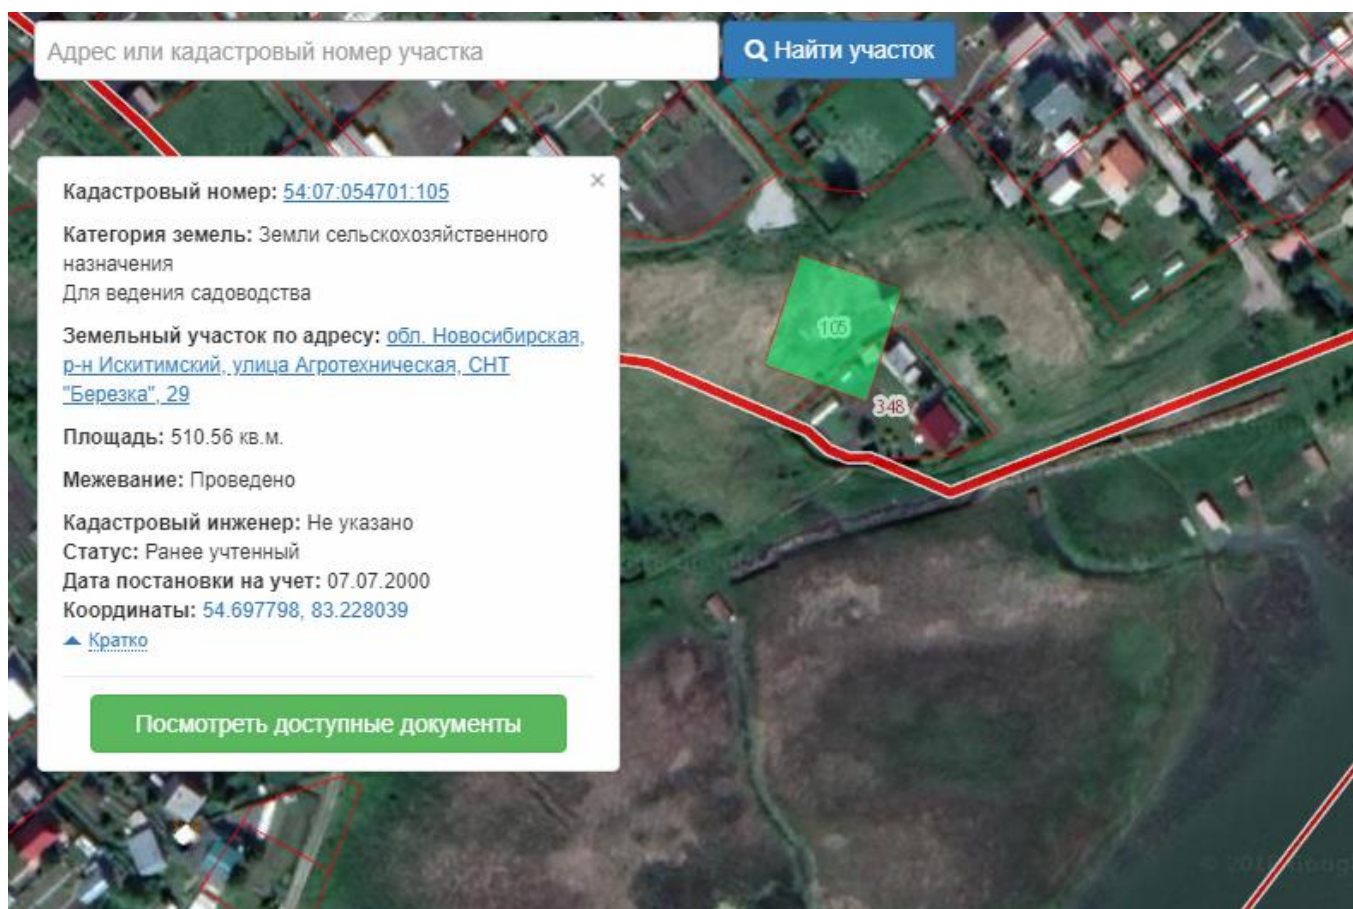 Адрес или кадастровый номер участка
Найти участок
×
Кадастровый номер: 54:07:054701:105
Категория земель: Земли сельскохозяйственного
назначения
Для ведения садоводства
Земельный участок по адресу: обл. Новосибирская,
р-н Искитимский, улица Агротехническая, СНТ
"Березка", 29
Площадь: 510.56 кв.м.
Межевание: Проведено
Кадастровый инженер: Не указано
Статус: Ранее учтенный
Дата постановки на учет: 07.07.2000
Координаты: 54.697798, 83.228039
Кратко
Посмотреть доступные документы
105
348